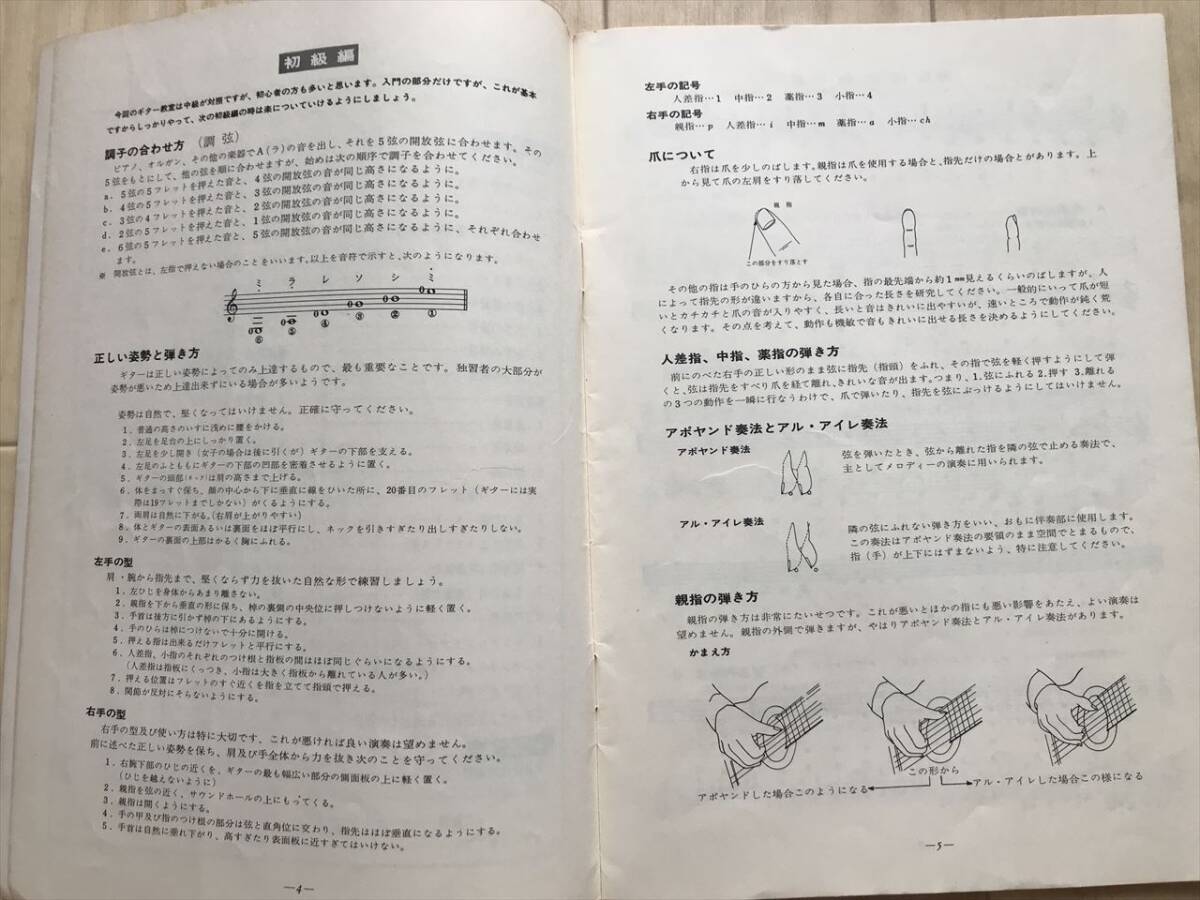 初級編
今回のギター教室は中級が対照ですが、初心者の方も多いと思います。入門の部分だけですが、これが基本
ですからしっかりやって、次の初級編の時は楽についていけるようにしましょう。
調子の合わせ方 (調弦)
ピアノ、オルガン、その他の楽器でA(ラ)の音を出し、それを5弦の開放弦に合わせます。その
5弦をもとにして、他の弦を順に合わせますが、始めは次の順序で調子を合わせてください。
a. 5弦の5フレットを押えた音と、4弦の開放弦の音が同じ高さになるように。
b. 4弦の5フレットを押えた音と、3弦の開放弦の音が同じ高さになるように。
c. 3弦の4フレットを押えた音と、2弦の開放弦の音が同じ高さになるように。
d. 2弦の5フレットを押えた音と、1弦の開放弦の音が同じ高さになるように。
e. 6弦の5フレットを押えた音と、5弦の開放弦の音が同じ高さになるように、それぞれ合わせ
ます。
※ 開放弦とは、左指で押えない場合のことをいいます。以上を音符で示すと、次のようになります。
ミ ラ レ ソ シ ミ
⑥ ⑤ ④ ③ ② ①
正しい姿勢と弾き方
ギターは正しい姿勢によってのみ上達するもので、最も重要なことです。独習者の大部分が
姿勢が悪いため上達出来ずにいる場合が多いようです。
姿勢は自然で、堅くなってはいけません。正確に守ってください。
1. 普通の高さのいすに浅めに腰をかける。
2. 左足を足台の上にしっかり置く。
3. 左足を少し開き(女子の場合は後に引くが)ギターの下部を支える。
4. 左足のふとももにギターの下部の凹部を密着させるように置く。
5. ギターの頭部(ネック)は肩の高さまで上げる。
6. 体をまっすぐ保ち、顔の中心から下に垂直に線をひいた所に、20番目のフレット(ギターには実
際は19フレットまでしかない)がくるようにする。
7. 両肩は自然に下がる。(右肩が上がりやすい)
8. 体とギターの表面あるいは裏面をほぼ平行にし、ネックを引きすぎたり出しすぎたりしない。
9. ギターの裏面の上部はかるく胸にふれる。
左手の型
肩・腕から指先まで、堅くならず力を抜いた自然な形で練習しましょう。
1. 左ひじを身体からあまり離さない。
2. 親指を下から垂直の形に保ち、棹の裏側の中央位に押しつけないように軽く置く。
3. 手首は後方に引かず棹の下にあるようにする。
4. 手のひらは棹につけないで十分に開ける。
5. 押える指は出来るだけフレットと平行にする。
6. 人差指、小指のそれぞれのつけ根と指板の間はほぼ同じぐらいになるようにする。
(人差指は指板にくっつき、小指は大きく指板から離れている人が多い。)
7. 押える位置はフレットのすぐ近くを指を立てて指頭で押える。
8. 関節が反対にそらないようにする。
右手の型
右手の型及び使い方は特に大切です。これが悪ければ良い演奏は望めません。
前に述べた正しい姿勢を保ち、肩及び手全体から力を抜き次のことを守ってください。
1. 右腕下部のひじの近くを、ギターの最も幅広い部分の側面板の上に軽く置く。
(ひじを越えないように)
2. 親指を弦の近く、サウンドホールの上にもってくる。
3. 親指は開くようにする。
4. 手の甲及び指のつけ根の部分は弦と直角位に交わり、指先はほぼ垂直になるようにする。
5. 手首は自然に垂れ下がり、高すぎたり表面板に近すぎてはいけない。
—4—
左手の記号
人差指…1 中指…2 薬指…3 小指…4
右手の記号
親指…p 人差指…i 中指…m 薬指…a 小指…ch
爪について
右指は爪を少しのばします。親指は爪を使用する場合と、指先だけの場合とがあります。上
から見て爪の左肩をすり落してください。
親指
この部分をすり落とす
その他の指は手のひらの方から見た場合、指の最先端から約1mm見えるくらいのばしますが、人
によって指先の形が違いますから、各自に合った長さを研究してください。一般的にいって爪が短
いとカチカチと爪の音が入りやすく、長いと音はきれいに出やすいが、速いところで動作が鈍く荒
くなります。その点を考えて、動作も機敏で音もきれいに出せる長さを決めるようにしてください。
人差指、中指、薬指の弾き方
前にのべた右手の正しい形のまま弦に指先(指頭)をふれ、その指で弦を軽く押すようにして弾
くと、弦は指先をすべり爪を経て離れ、きれいな音が出ます。つまり、1.弦にふれる 2.押す 3.離れる
の3つの動作を一瞬に行なうわけで、爪で弾いたり、指先を弦にぶっけるようにしてはいけません。
アポヤンド奏法とアル・アイレ奏法
アポヤンド奏法
弦を弾いたとき、弦から離れた指を隣の弦で止める奏法で、
主としてメロディーの演奏に用いられます。
アル・アイレ奏法
隣の弦にふれない弾き方をいい、おもに伴奏部に使用します。
この奏法はアポヤンド奏法の要領のまま空間でとまるもので、
指(手)が上下にはずまないよう、特に注意してください。
親指の弾き方
親指の弾き方は非常にたいせつです。これが悪いとほかの指にも悪い影響をあたえ、よい演奏は
望めません。親指の外側で弾きますが、やはりアポヤンド奏法とアル・アイレ奏法があります。
かまえ方
この形から
アポヤンドした場合このようになる
アル・アイレした場合この様になる
—5—